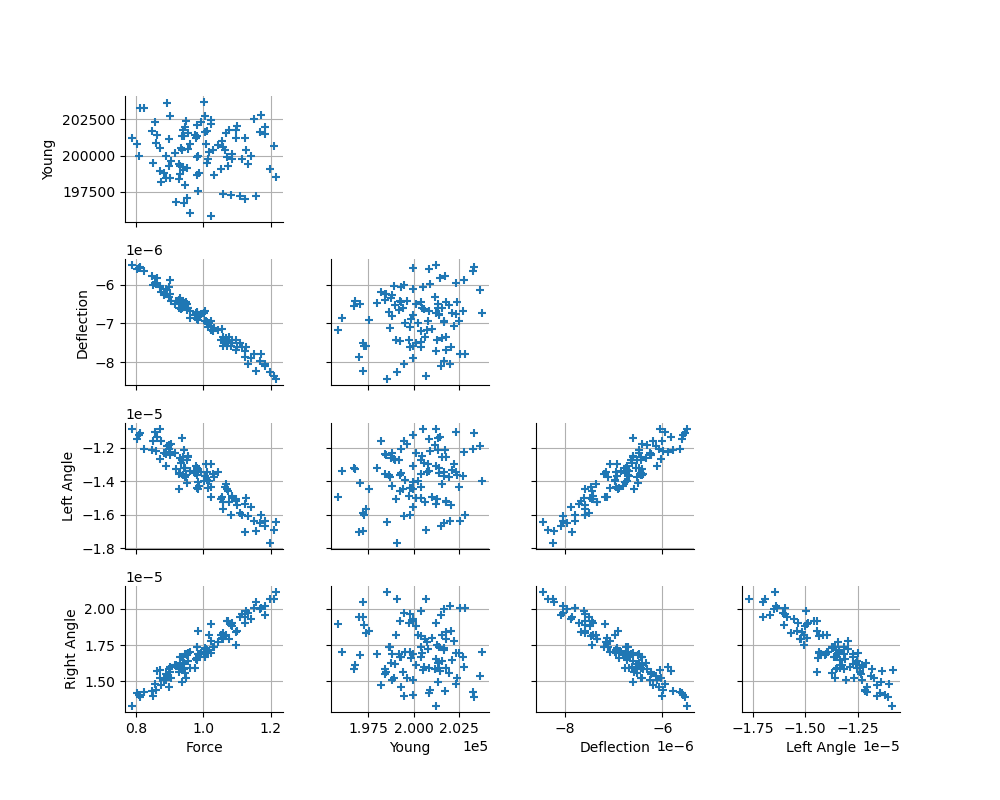 202500
200000
197500
Young
1e−6
−6
−7
−8
Deflection
1e−5
−1.2
−1.4
−1.6
−1.8
Left Angle
1e−5
2.00
1.75
1.50
Right Angle
0.8 1.0 1.2
Force
1.975 2.000 2.025
Young 1e5
−8 −6
Deflection 1e−6
−1.75 −1.50 −1.25
Left Angle 1e−5